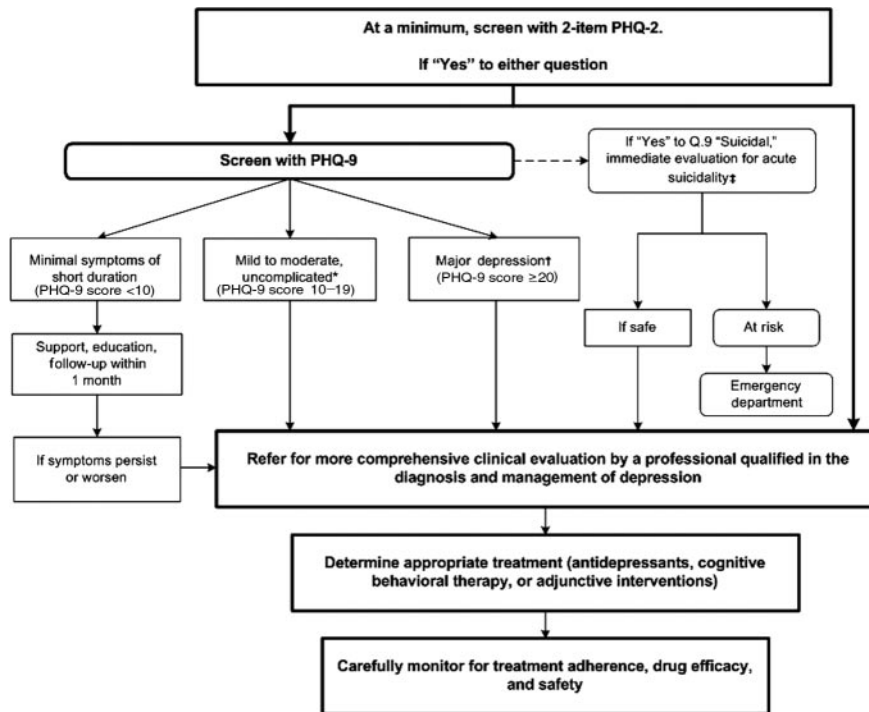 At a minimum, screen with 2-item PHQ-2.
If “Yes” to either question
Screen with PHQ-9
If “Yes” to Q.9 “Suicidal,”
immediate evaluation for acute
suicidality‡
Minimal symptoms of
short duration
(PHQ-9 score <10)
Mild to moderate,
uncomplicated*
(PHQ-9 score 10–19)
Major depression†
(PHQ-9 score ≥20)
If safe
At risk
Support, education,
follow-up within
1 month
Emergency
department
If symptoms persist
or worsen
Refer for more comprehensive clinical evaluation by a professional qualified in the
diagnosis and management of depression
Determine appropriate treatment (antidepressants, cognitive
behavioral therapy, or adjunctive interventions)
Carefully monitor for treatment adherence, drug efficacy,
and safety